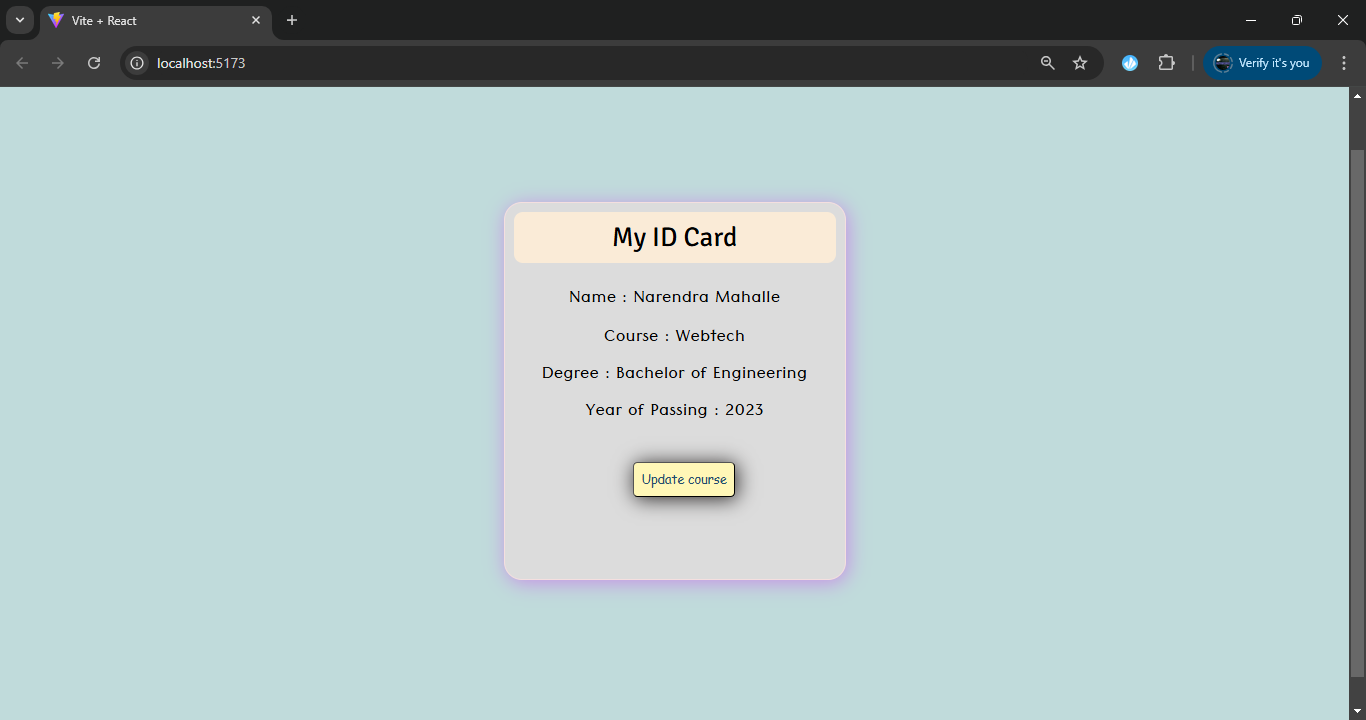 Vite + React
localhost:5173
Verify it's you
My ID Card
Name : Narendra Mahalle
Course : Webtech
Degree : Bachelor of Engineering
Year of Passing : 2023
Update course